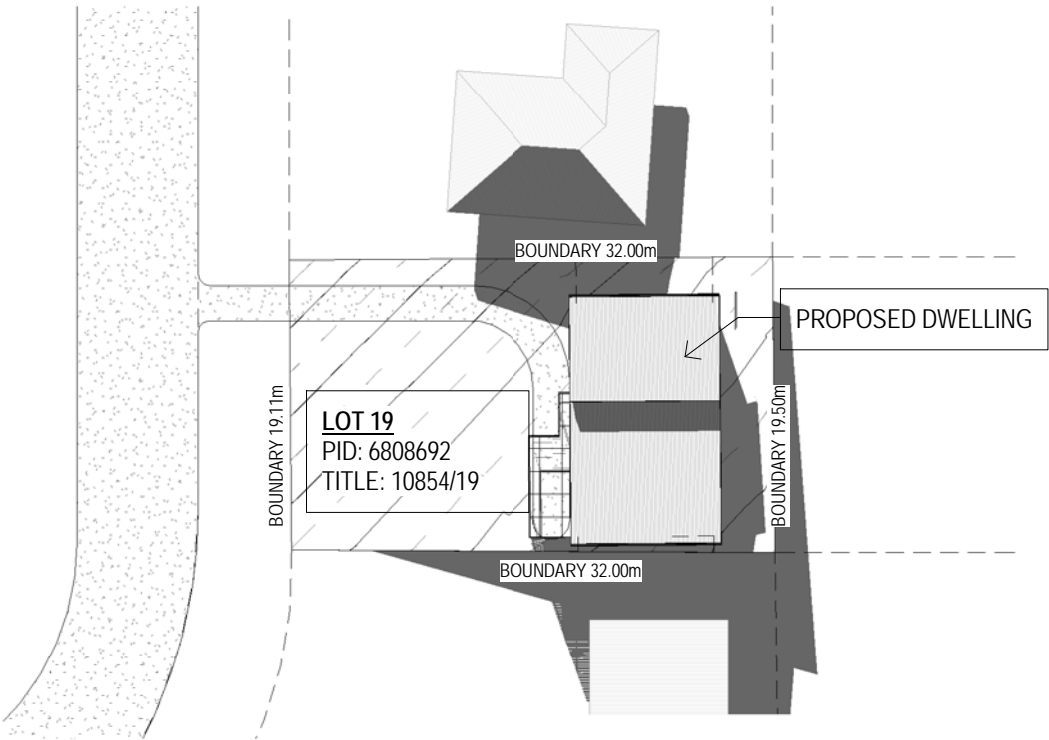 BOUNDARY 32.00m
PROPOSED DWELLING
BOUNDARY 19.11m
LOT 19
PID: 6808692
TITLE: 10854/19
BOUNDARY 19.50m
BOUNDARY 32.00m